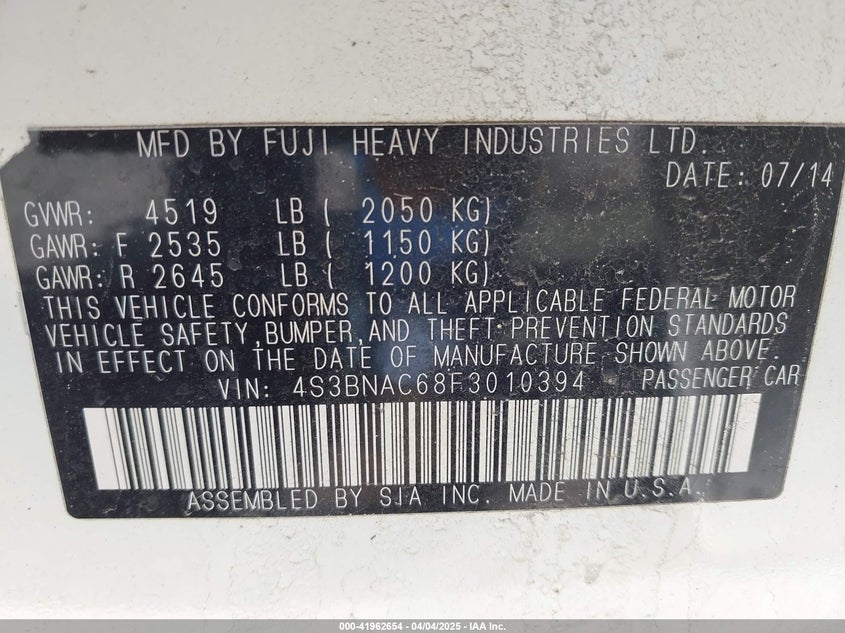 MFD BY FUJI HEAVY INDUSTRIES LTD.
DATE: 07/14
GVWR: 4519 LB ( 2050 KG)
GAWR: F 2535 LB ( 1150 KG)
GAWR: R 2645 LB ( 1200 KG)
THIS VEHICLE CONFORMS TO ALL APPLICABLE FEDERAL MOTOR
VEHICLE SAFETY,BUMPER,AND THEFT PREVENTION STANDARDS
IN EFFECT ON THE DATE OF MANUFACTURE SHOWN ABOVE.
VIN: 4S3BNAC68F3010394 PASSENGER CAR
ASSEMBLED BY SIA INC. MADE IN U.S.A.
000-41962654 - 04/04/2025 - IAA Inc.